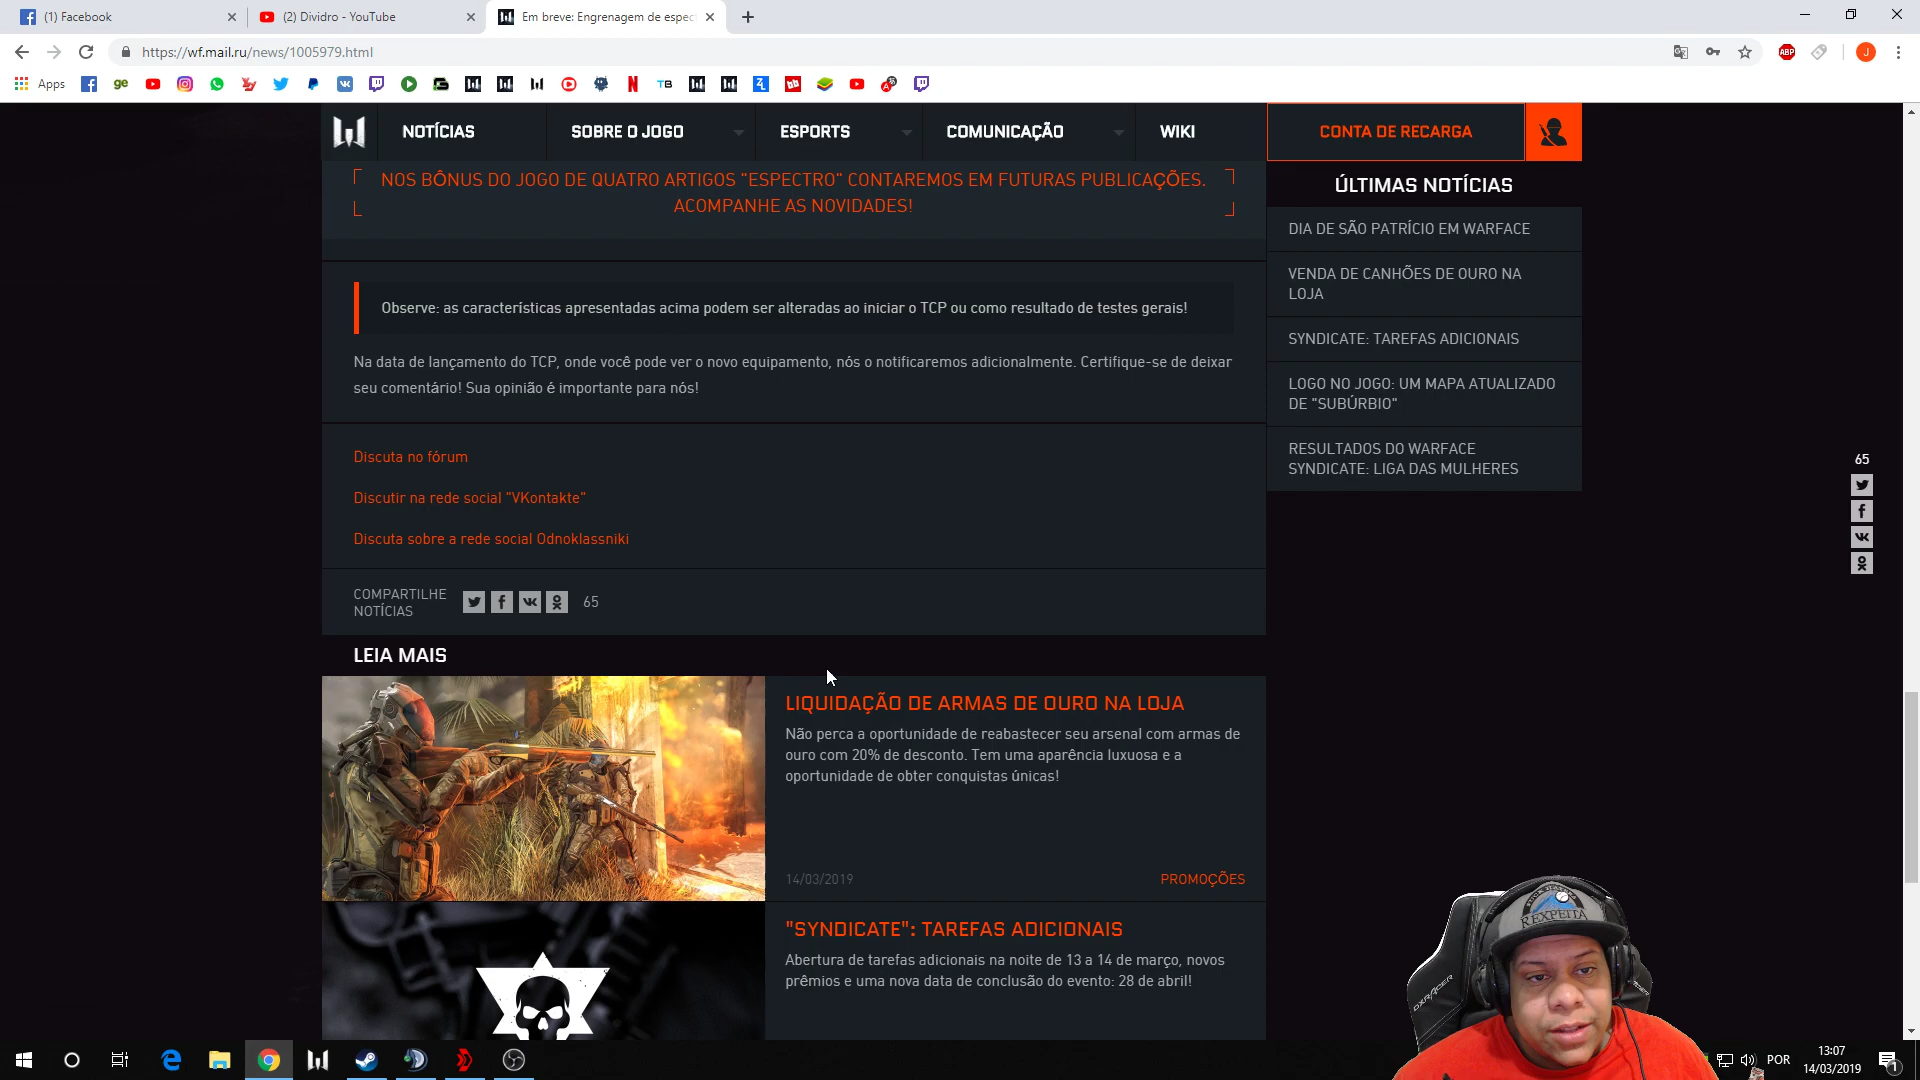 (1) Facebook
(2) Dividro - YouTube
Em breve: Engrenagem de espec
https://wf.mail.ru/news/1005979.html
ABP
J
Apps
NOTÍCIAS
SOBRE O JOGO
ESPORTS
COMUNICAÇÃO
WIKI
CONTA DE RECARGA
NOS BÔNUS DO JOGO DE QUATRO ARTIGOS "ESPECTRO" CONTAREMOS EM FUTURAS PUBLICAÇÕES.
ACOMPANHE AS NOVIDADES!
Observe: as características apresentadas acima podem ser alteradas ao iniciar o TCP ou como resultado de testes gerais!
Na data de lançamento do TCP, onde você pode ver o novo equipamento, nós o notificaremos adicionalmente. Certifique-se de deixar
seu comentário! Sua opinião é importante para nós!
Discuta no fórum
Discutir na rede social "VKontakte"
Discuta sobre a rede social Odnoklassniki
COMPARTILHE
NOTÍCIAS
65
LEIA MAIS
LIQUIDAÇÃO DE ARMAS DE OURO NA LOJA
Não perca a oportunidade de reabastecer seu arsenal com armas de
ouro com 20% de desconto. Tem uma aparência luxuosa e a
oportunidade de obter conquistas únicas!
14/03/2019
PROMOÇÕES
"SYNDICATE": TAREFAS ADICIONAIS
Abertura de tarefas adicionais na noite de 13 a 14 de março, novos
prêmios e uma nova data de conclusão do evento: 28 de abril!
ÚLTIMAS NOTÍCIAS
DIA DE SÃO PATRÍCIO EM WARFACE
VENDA DE CANHÕES DE OURO NA
LOJA
SYNDICATE: TAREFAS ADICIONAIS
LOGO NO JOGO: UM MAPA ATUALIZADO
DE "SUBÚRBIO"
RESULTADOS DO WARFACE
SYNDICATE: LIGA DAS MULHERES
65
REXPEITA
DXRACER
POR
13:07
14/03/2019
1